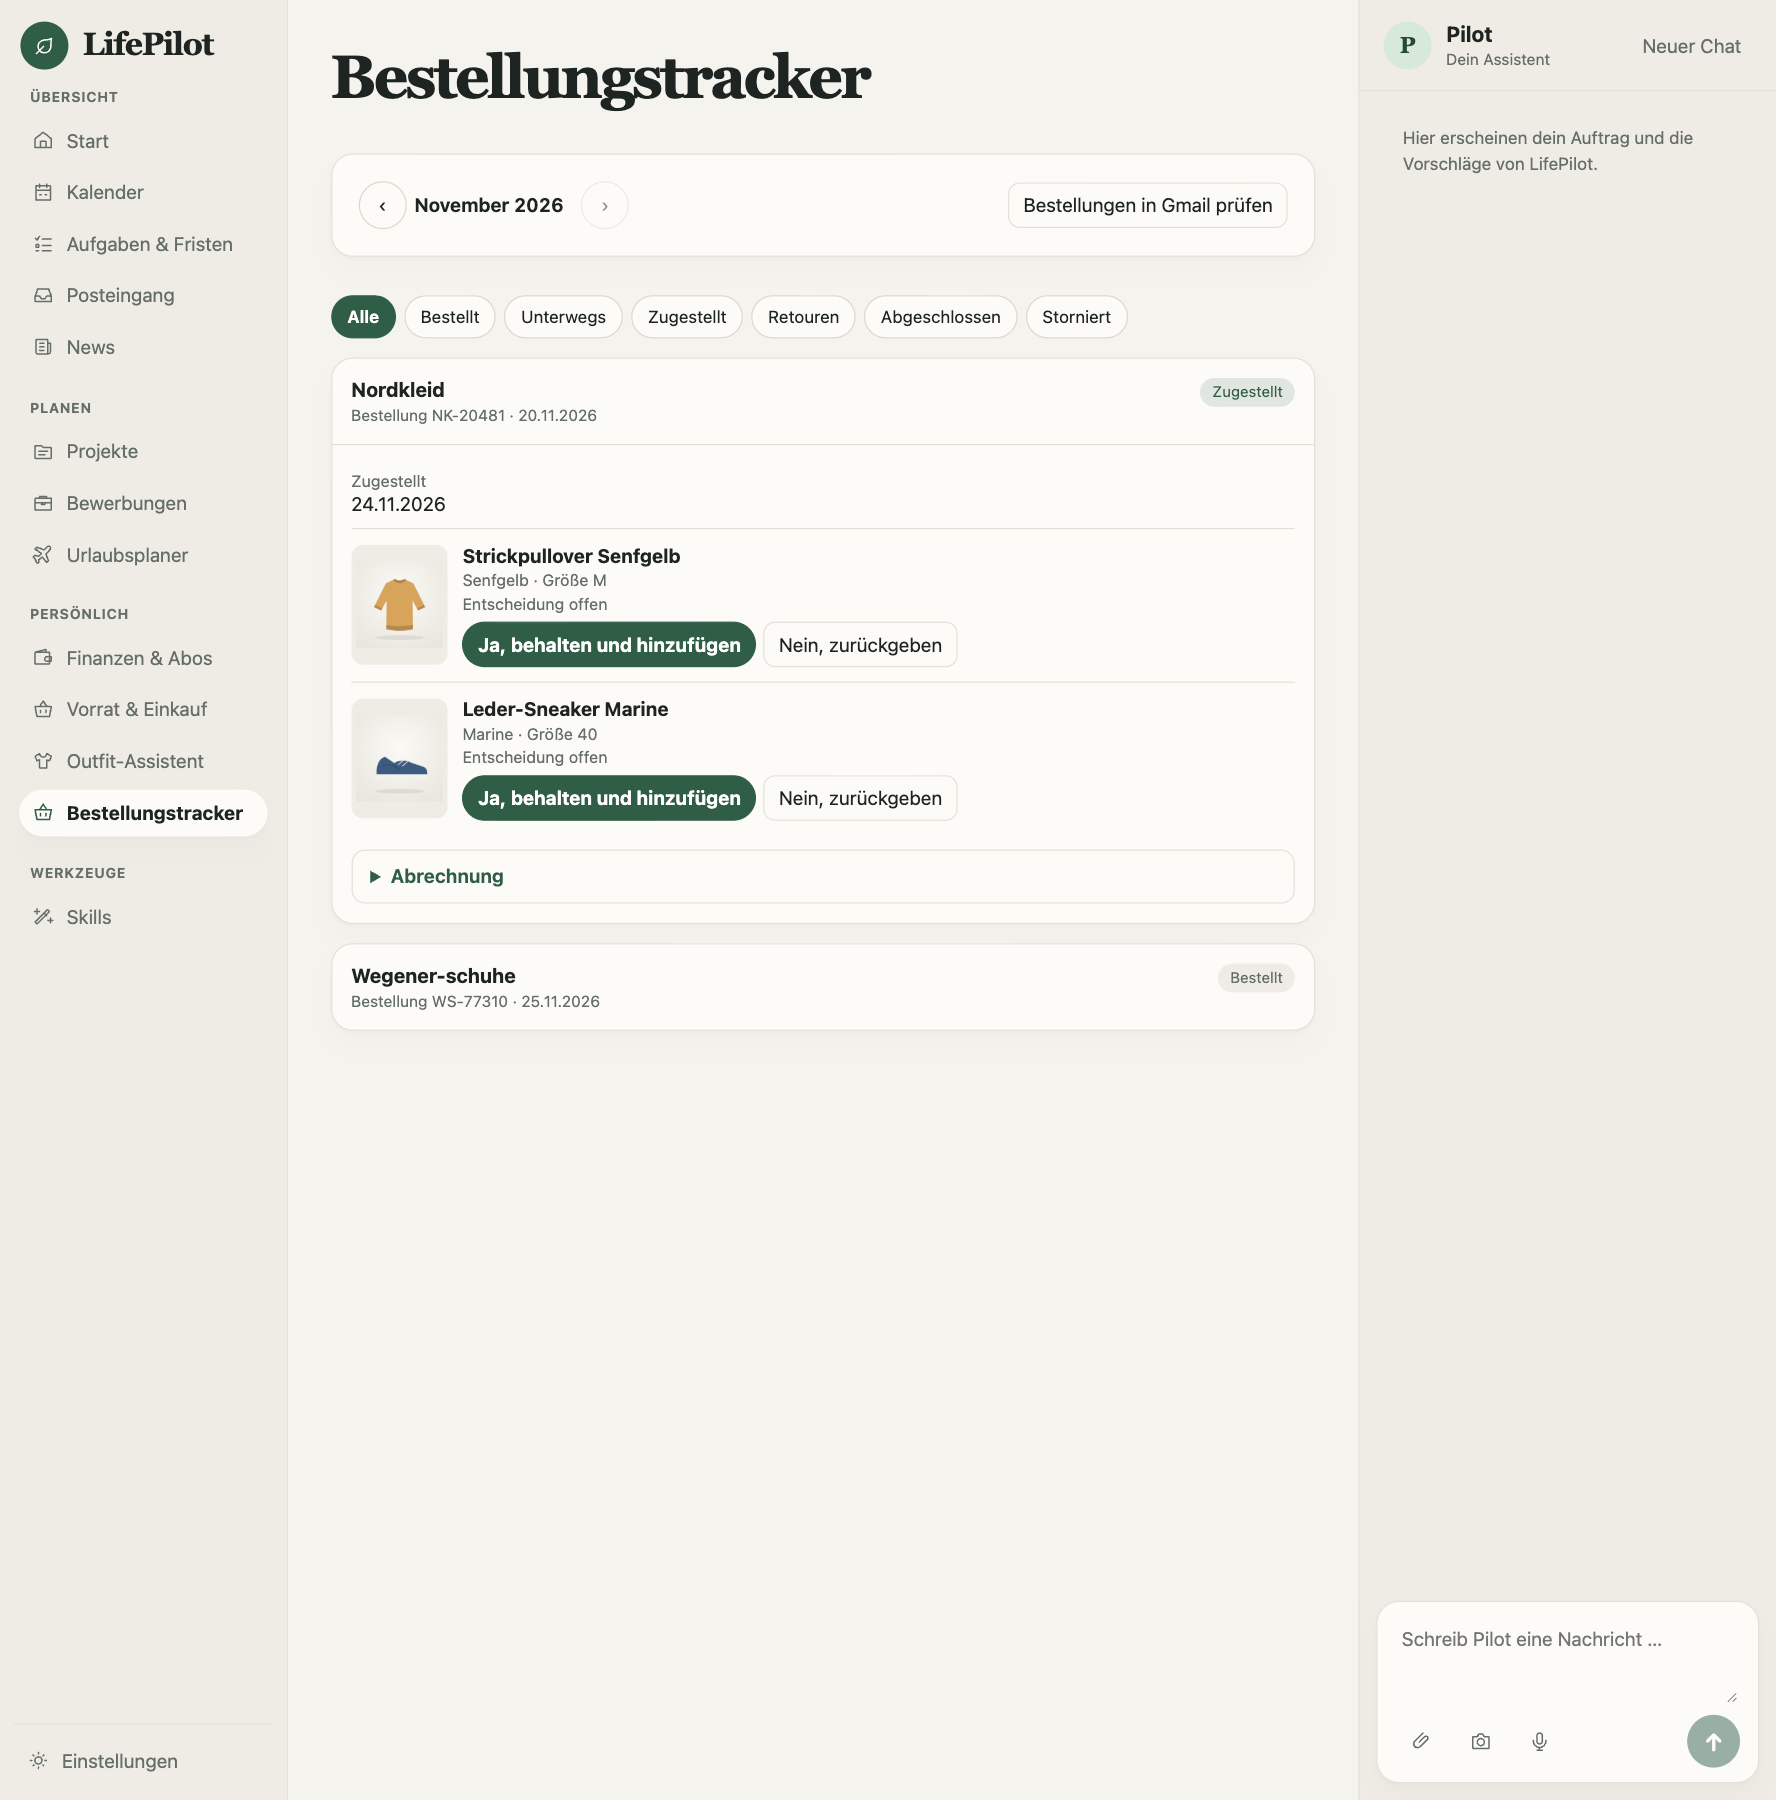 LifePilot
ÜBERSICHT
Start
Kalender
Aufgaben & Fristen
Posteingang
News
PLANEN
Projekte
Bewerbungen
Urlaubsplaner
PERSÖNLICH
Finanzen & Abos
Vorrat & Einkauf
Outfit-Assistent
Bestellungstracker
WERKZEUGE
Skills
Einstellungen
Bestellungstracker
‹ November 2026 ›
Bestellungen in Gmail prüfen
Alle Bestellt Unterwegs Zugestellt Retouren Abgeschlossen Storniert
Nordkleid
Zugestellt
Bestellung NK-20481 · 20.11.2026
Zugestellt
24.11.2026
Strickpullover Senfgelb
Senfgelb · Größe M
Entscheidung offen
Ja, behalten und hinzufügen Nein, zurückgeben
Leder-Sneaker Marine
Marine · Größe 40
Entscheidung offen
Ja, behalten und hinzufügen Nein, zurückgeben
▶ Abrechnung
Wegener-schuhe
Bestellt
Bestellung WS-77310 · 25.11.2026
P
Pilot
Dein Assistent
Neuer Chat
Hier erscheinen dein Auftrag und die
Vorschläge von LifePilot.
Schreib Pilot eine Nachricht ...